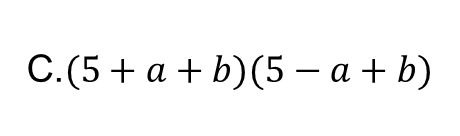 C.(5 + a + b)(5 − a + b)